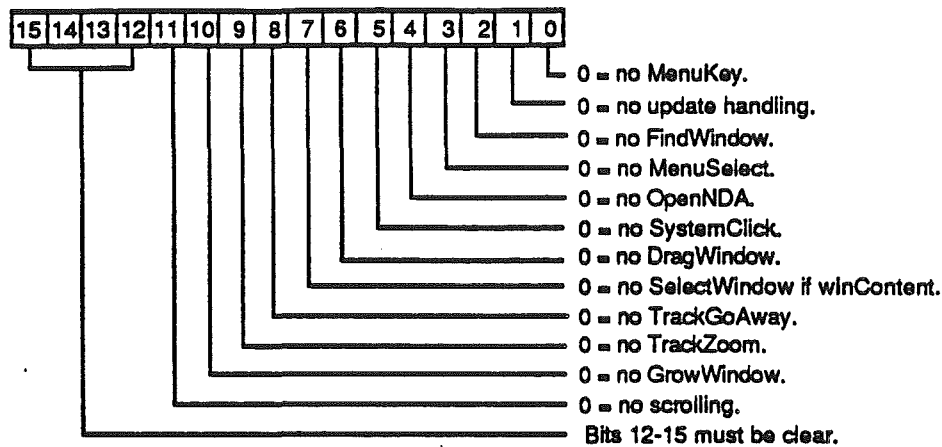 15 14 13 12 11 10 9 8 7 6 5 4 3 2 1 0
0 = no MenuKey.
0 = no update handling.
0 = no FindWindow.
0 = no MenuSelect.
0 = no OpenNDA.
0 = no SystemClick.
0 = no DragWindow.
0 = no SelectWindow if winContent.
0 = no TrackGoAway.
0 = no TrackZoom.
0 = no GrowWindow.
0 = no scrolling.
Bits 12-15 must be clear.